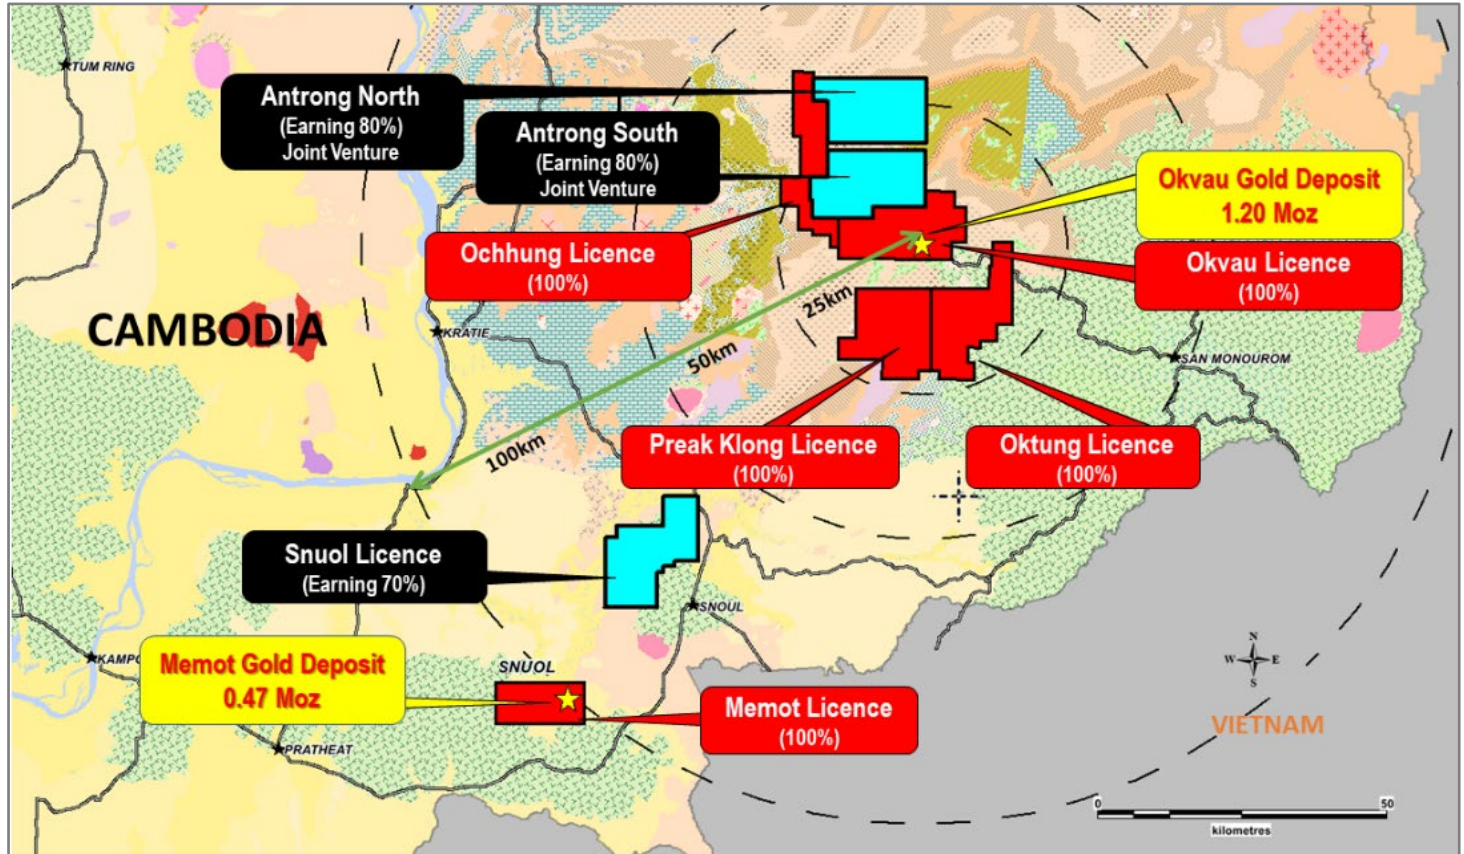 TUM RING
Antrong North
(Earning 80%)
Joint Venture
Antrong South
(Earning 80%)
Joint Venture
Okvau Gold Deposit
1.20 Moz
Ochhung Licence
(100%)
Okvau Licence
(100%)
CAMBODIA
KRATIE
25km
50km
100km
SAN MONOUROM
Preak Klong Licence
(100%)
Oktung Licence
(100%)
Snuol Licence
(Earning 70%)
SNOUL
KAMPO
Memot Gold Deposit
0.47 Moz
SNUOL
Memot Licence
(100%)
PRATHEAT
N
W E
S
VIETNAM
0 50
kilometres